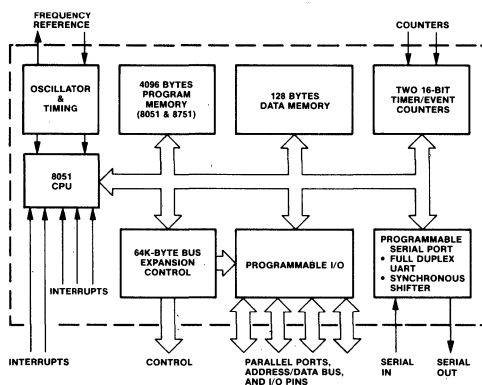 FREQUENCY
REFERENCE
COUNTERS
OSCILLATOR
&
TIMING
4096 BYTES
PROGRAM
MEMORY
(8051 & 8751)
128 BYTES
DATA MEMORY
TWO 16-BIT
TIMER/EVENT
COUNTERS
8051
CPU
64K-BYTE BUS
EXPANSION
CONTROL
PROGRAMMABLE I/O
PROGRAMMABLE
SERIAL PORT
• FULL DUPLEX
UART
• SYNCHRONOUS
SHIFTER
INTERRUPTS
INTERRUPTS
CONTROL
PARALLEL PORTS,
ADDRESS/DATA BUS,
AND I/O PINS
SERIAL
IN
SERIAL
OUT